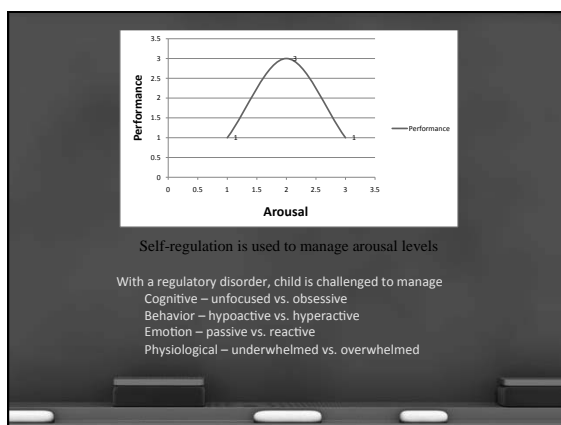 3.5
3
2.5
2
1.5
1
0.5
0
Performance
3
1
1
Performance
0 0.5 1 1.5 2 2.5 3 3.5
Arousal
Self-regulation is used to manage arousal levels
With a regulatory disorder, child is challenged to manage
Cognitive – unfocused vs. obsessive
Behavior – hypoactive vs. hyperactive
Emotion – passive vs. reactive
Physiological – underwhelmed vs. overwhelmed